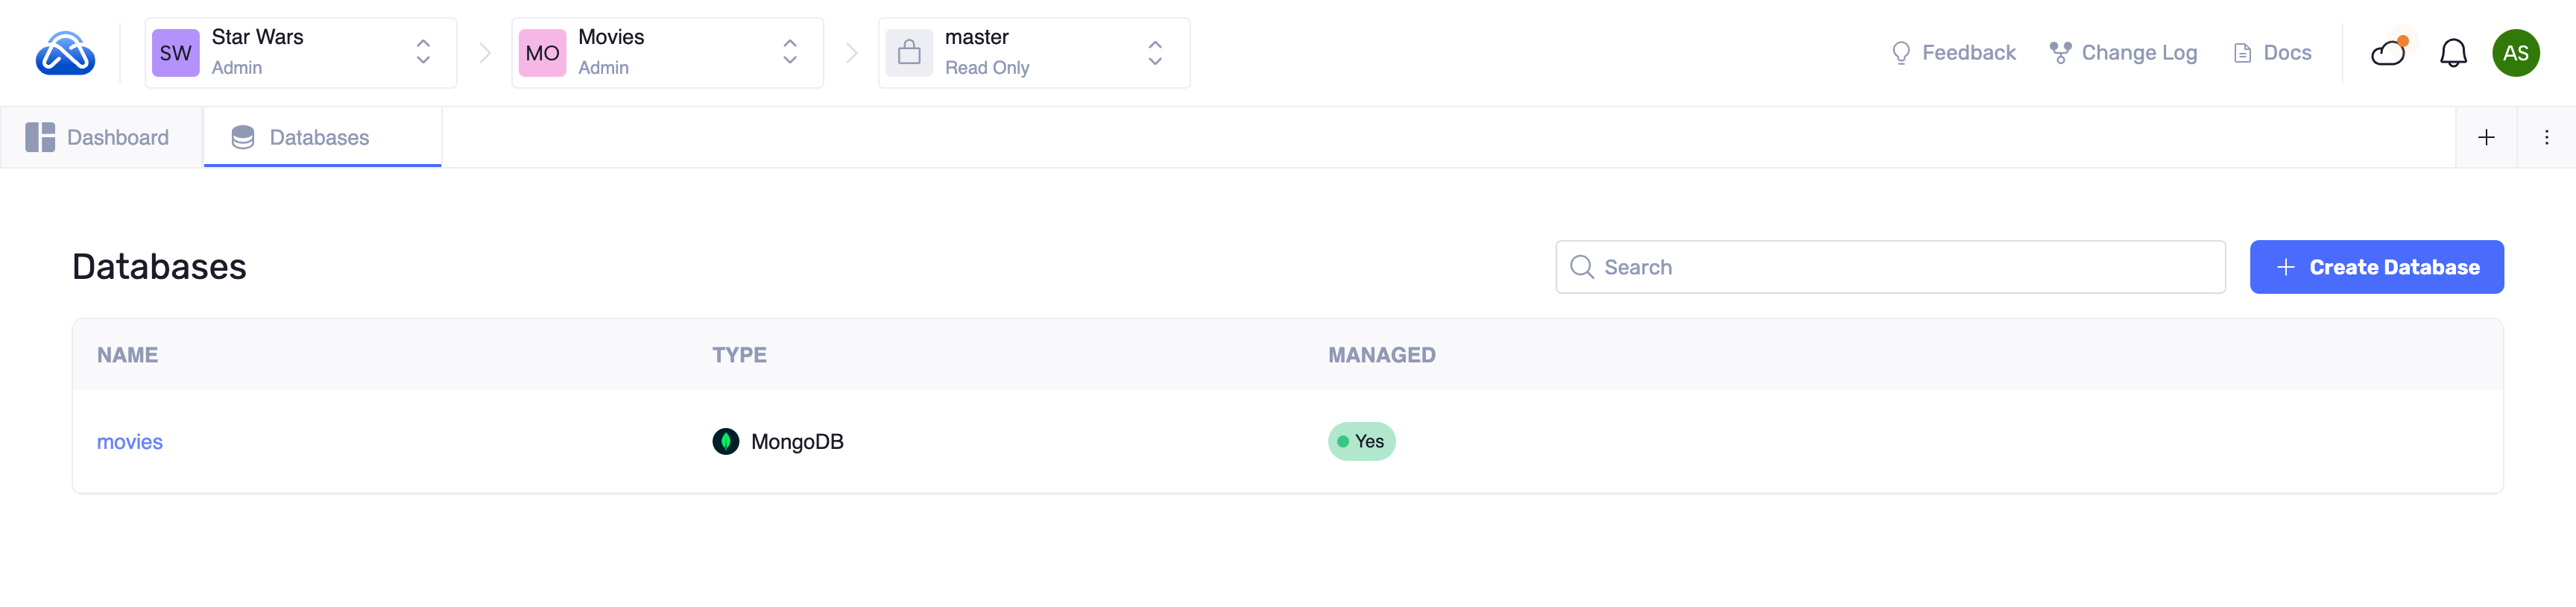 SW
Star Wars
Admin
MO
Movies
Admin
master
Read Only
Feedback
Change Log
Docs
AS
Dashboard
Databases
Databases
Search
Create Database
NAME TYPE MANAGED
movies MongoDB Yes